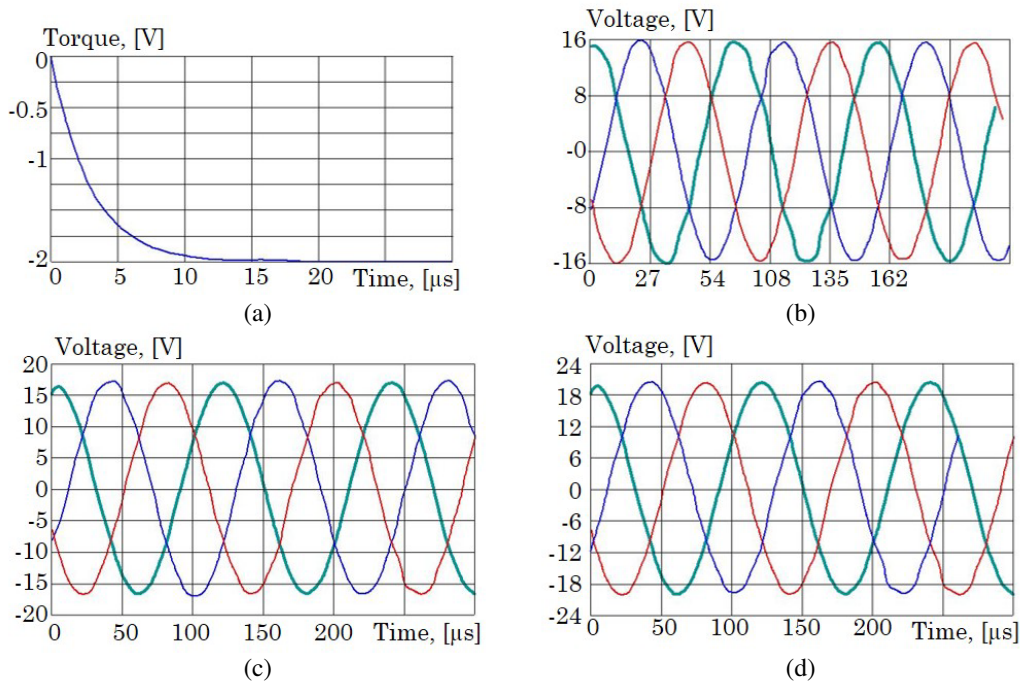 Torque, [V]
0
-0.5
-1
-2
0 5 10 15 20 Time, [µs]
(a)
Voltage, [V]
16
8
-0
-8
-16
0 27 54 108 135 162
(b)
Voltage, [V]
20
15
10
5
0
-5
-10
-15
-20
0 50 100 150 200 Time, [µs]
(c)
Voltage, [V]
24
18
12
6
0
-6
-12
-18
-24
0 50 100 150 200 Time, [µs]
(d)